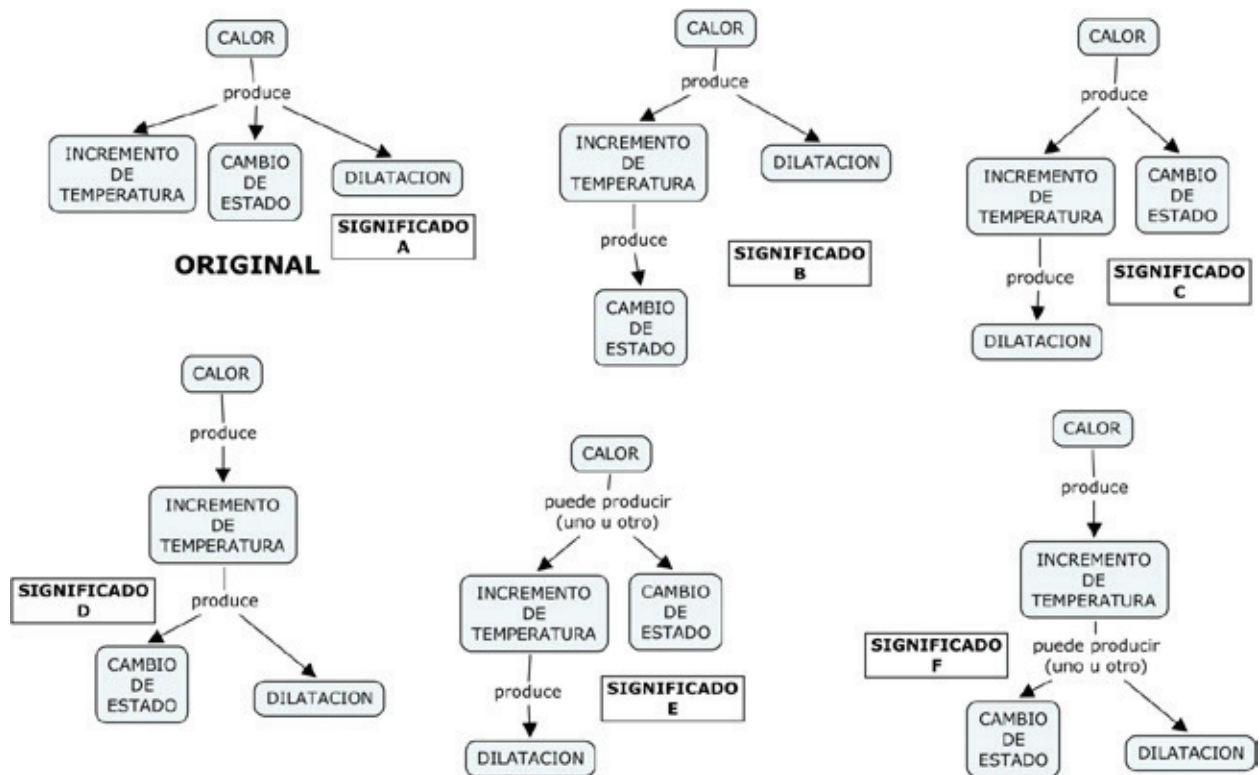 CALOR
produce
INCREMENTO
DE
TEMPERATURA
CAMBIO
DE
ESTADO
DILATACION
SIGNIFICADO
A
ORIGINAL
CALOR
produce
INCREMENTO
DE
TEMPERATURA
DILATACION
produce
SIGNIFICADO
B
CAMBIO
DE
ESTADO
CALOR
produce
INCREMENTO
DE
TEMPERATURA
CAMBIO
DE
ESTADO
produce
SIGNIFICADO
C
DILATACION
CALOR
produce
INCREMENTO
DE
TEMPERATURA
SIGNIFICADO
D
produce
CAMBIO
DE
ESTADO
DILATACION
CALOR
puede producir
(uno u otro)
INCREMENTO
DE
TEMPERATURA
CAMBIO
DE
ESTADO
produce
SIGNIFICADO
E
DILATACION
CALOR
produce
INCREMENTO
DE
TEMPERATURA
SIGNIFICADO
F
puede producir
(uno u otro)
CAMBIO
DE
ESTADO
DILATACION